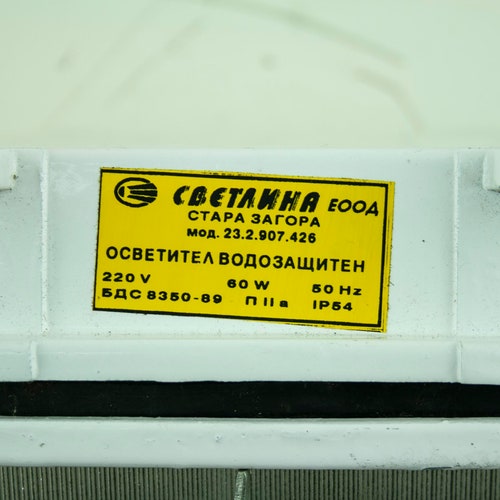 СВЕТЛИНА ЕООД
СТАРА ЗАГОРА
мод. 23.2.907.426
ОСВЕТИТЕЛ ВОДОЗАЩИТЕН
220 V 60 W 50 Hz
БДС 8350-89 П II а IP54